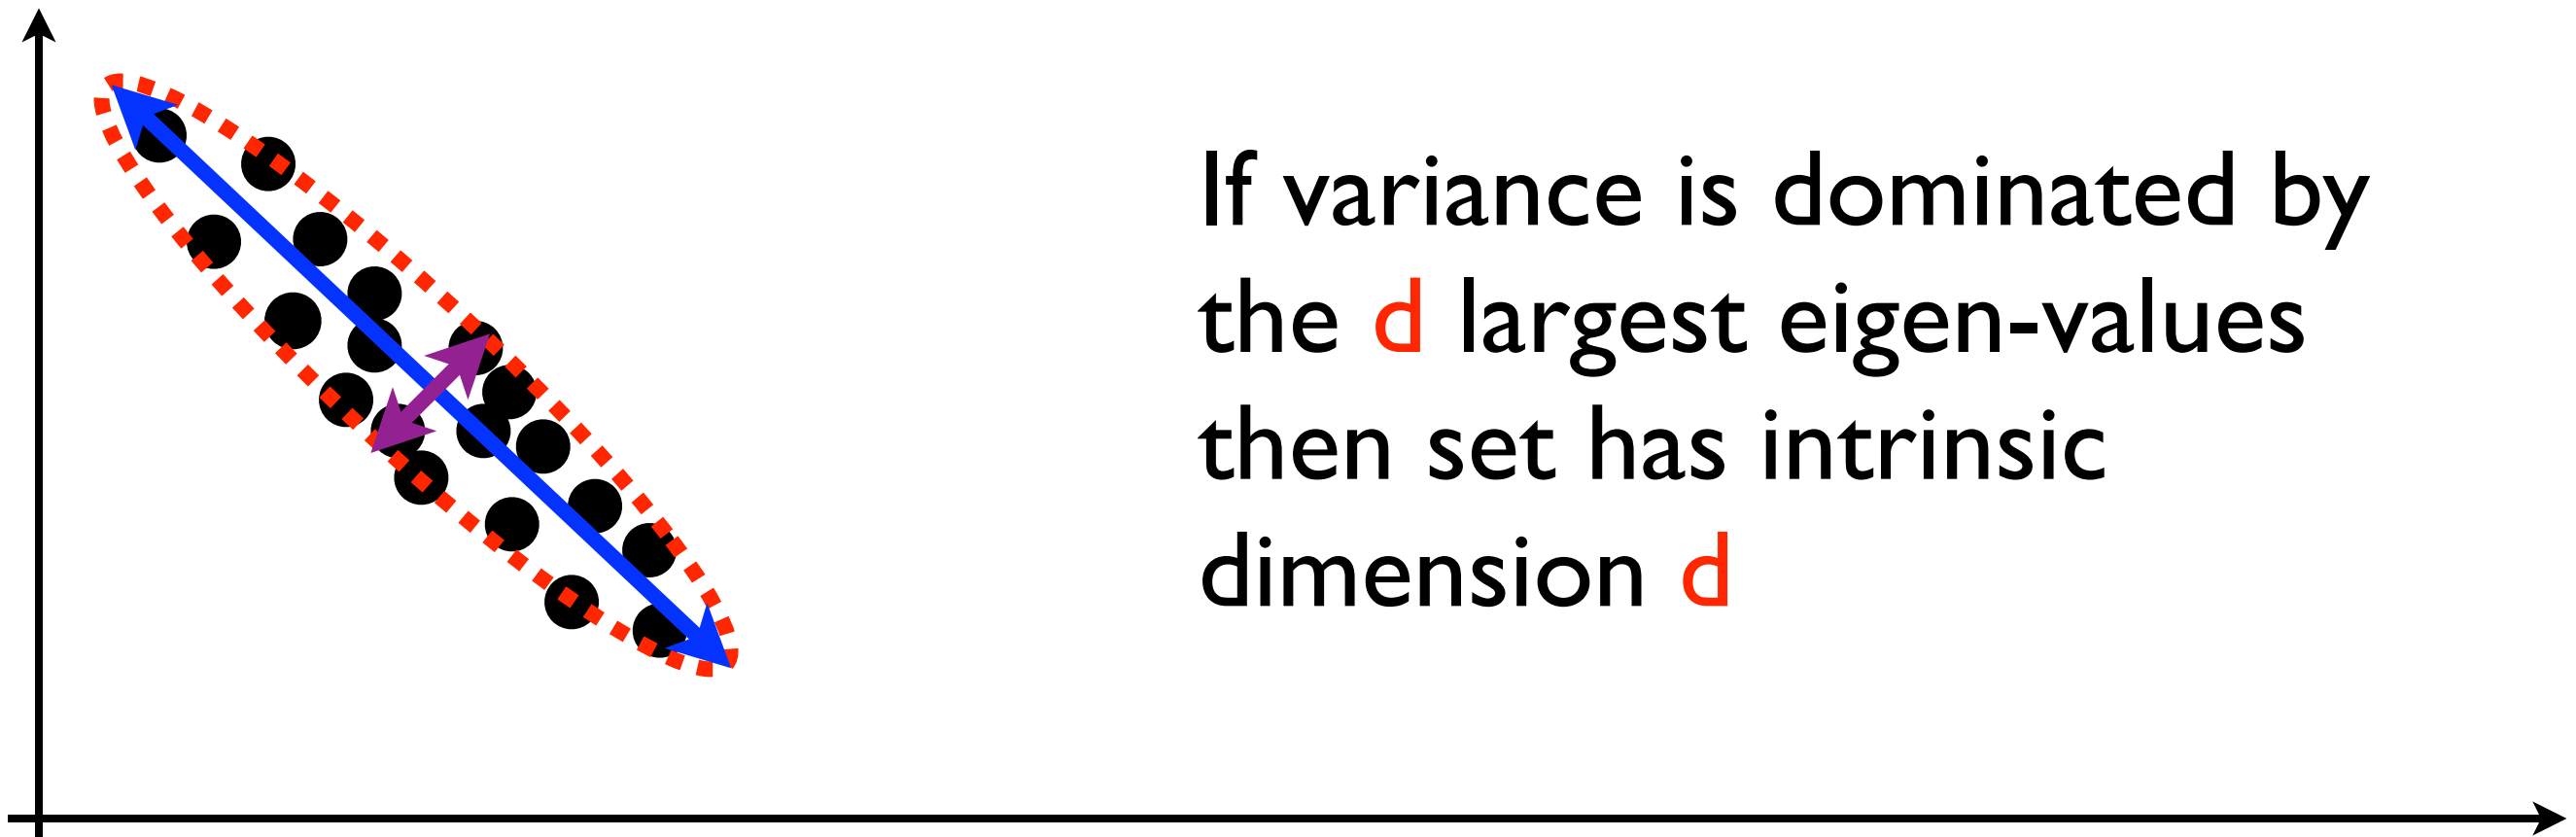 If variance is dominated by
the d largest eigen-values
then set has intrinsic
dimension d